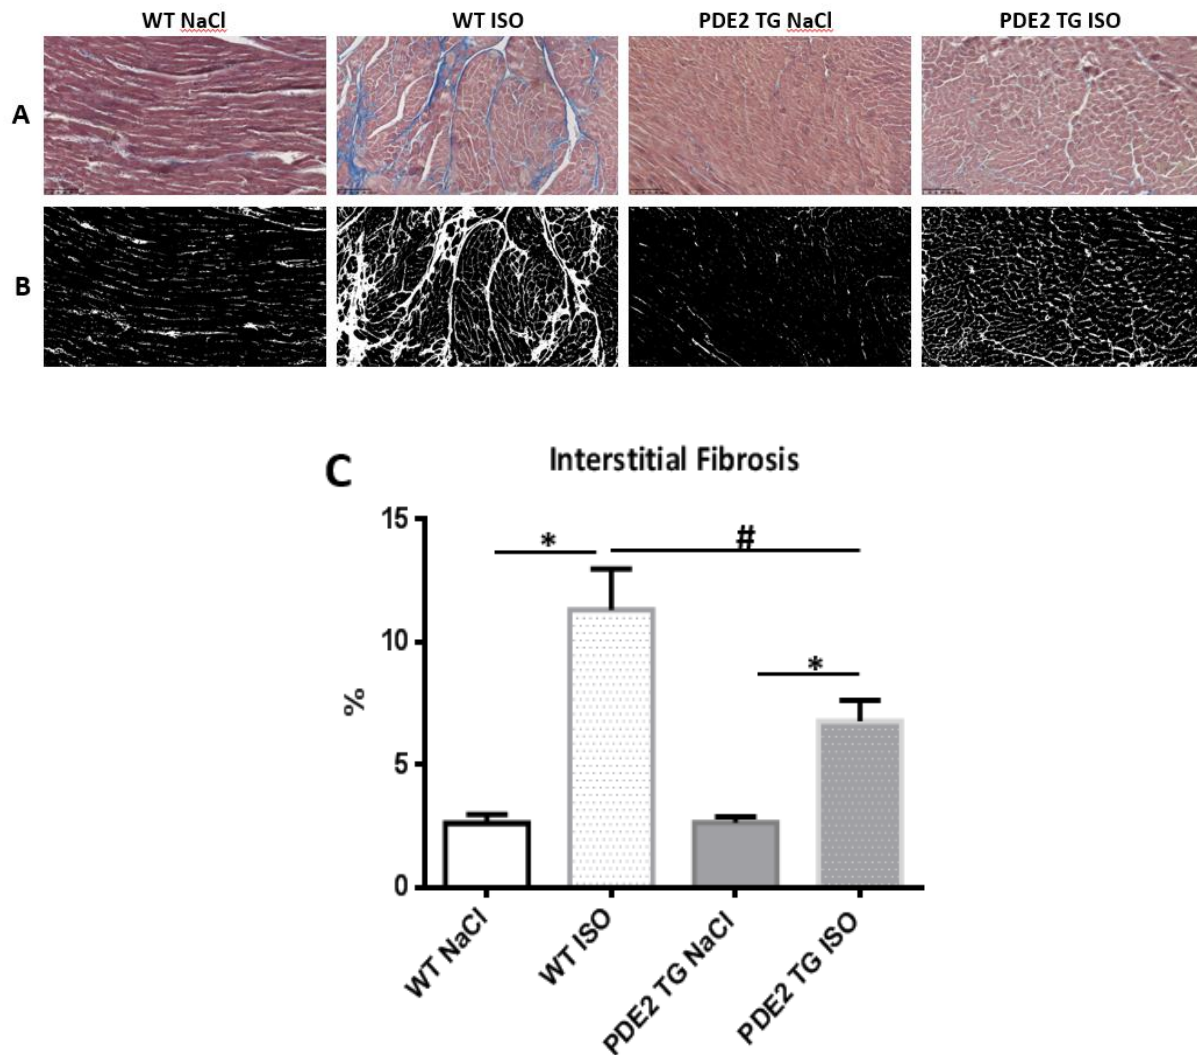 WT NaCl WT ISO PDE2 TG NaCl PDE2 TG ISO
A
B
C
Interstitial Fibrosis
15
10
5
0
%
*
#
*
WT NaCl
WT ISO
PDE2 TG NaCl
PDE2 TG ISO